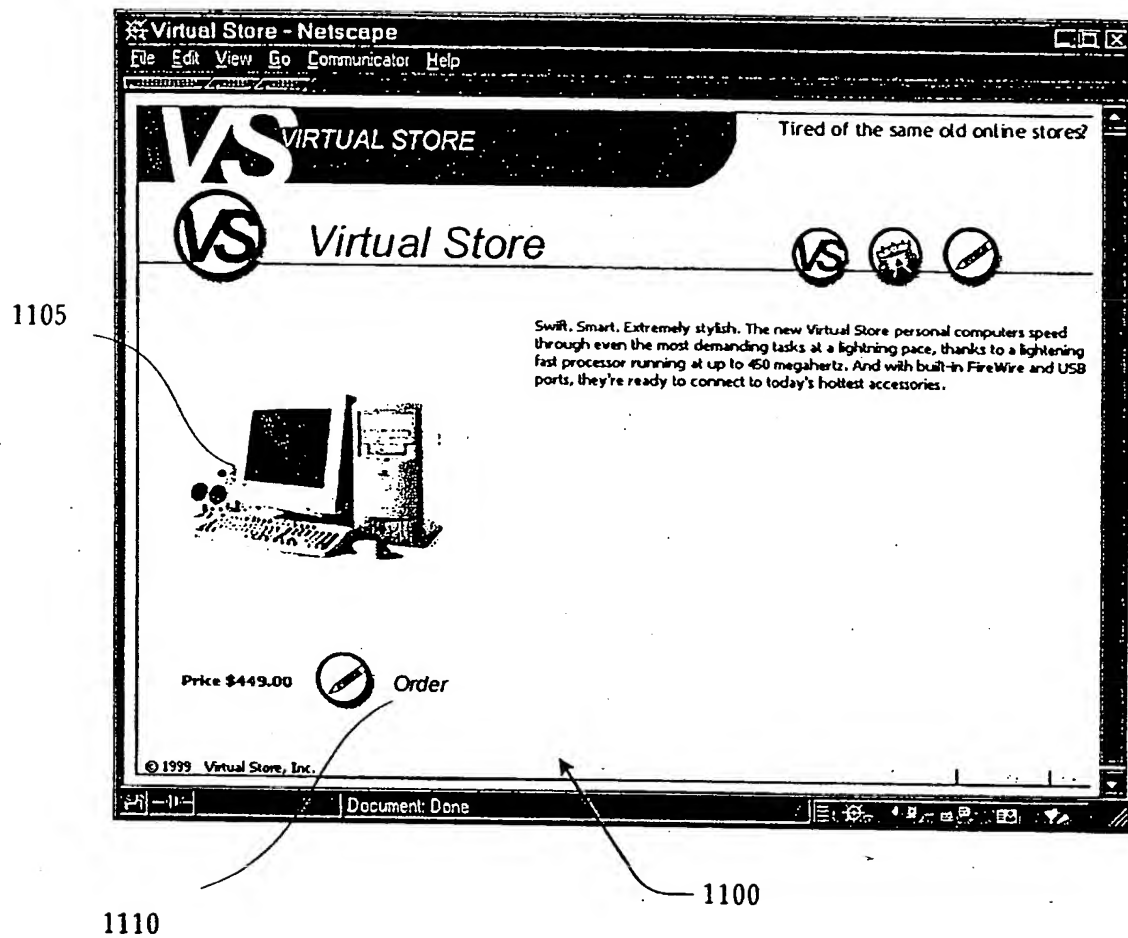 Virtual Store - Netscape
File Edit View Go Communicator Help
VS VIRTUAL STORE
Tired of the same old online stores?
VS Virtual Store
VS
1105
Swift. Smart. Extremely stylish. The new Virtual Store personal computers speed
through even the most demanding tasks at a lightning pace, thanks to a lightening
fast processor running at up to 450 megahertz. And with built-in FireWire and USB
ports, they're ready to connect to today's hottest accessories.
Price $449.00 Order
© 1999 Virtual Store, Inc.
Document: Done
1100
1110